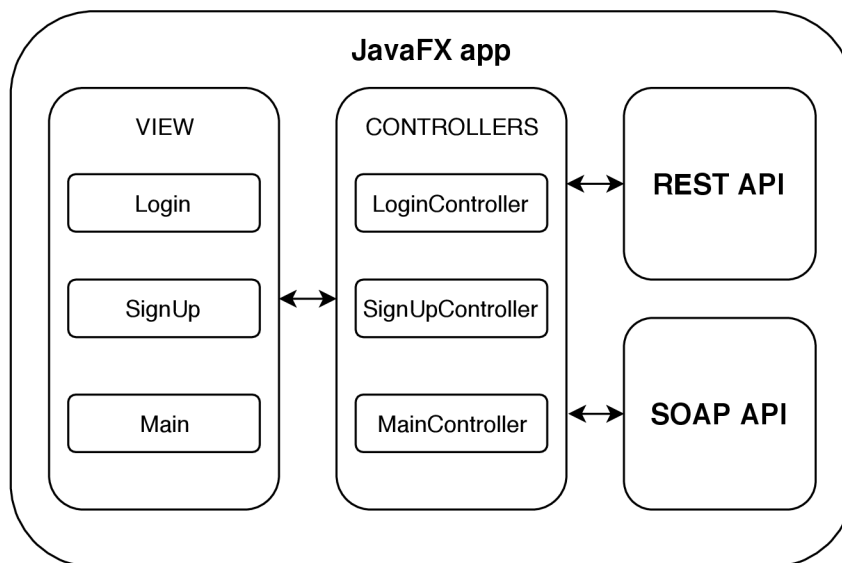 JavaFX app
VIEW
Login
SignUp
Main
CONTROLLERS
LoginController
SignUpController
MainController
REST API
SOAP API